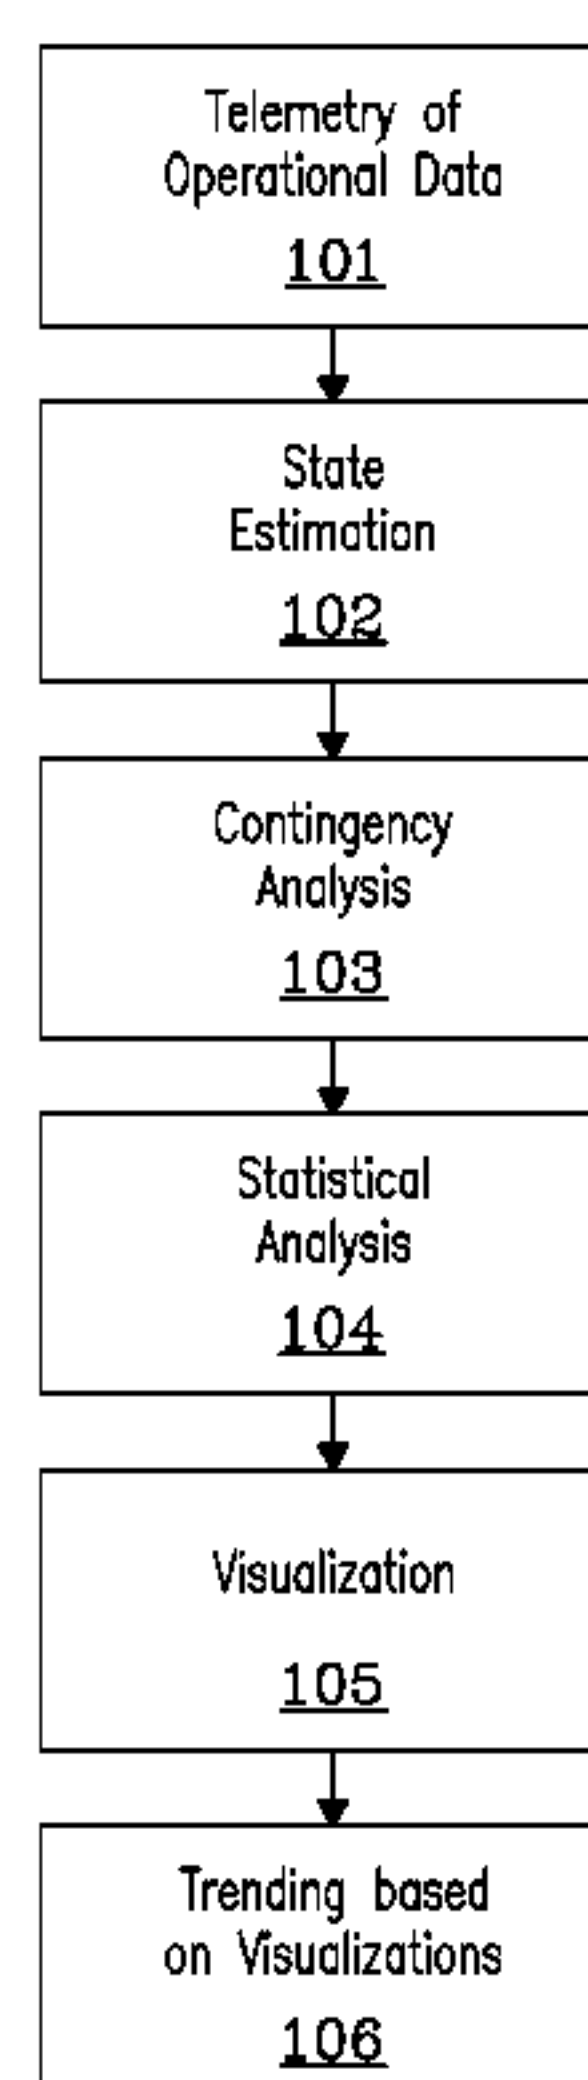 Telemetry of
Operational Data
101
State
Estimation
102
Contingency
Analysis
103
Statistical
Analysis
104
Visualization
105
Trending based
on Visualizations
106